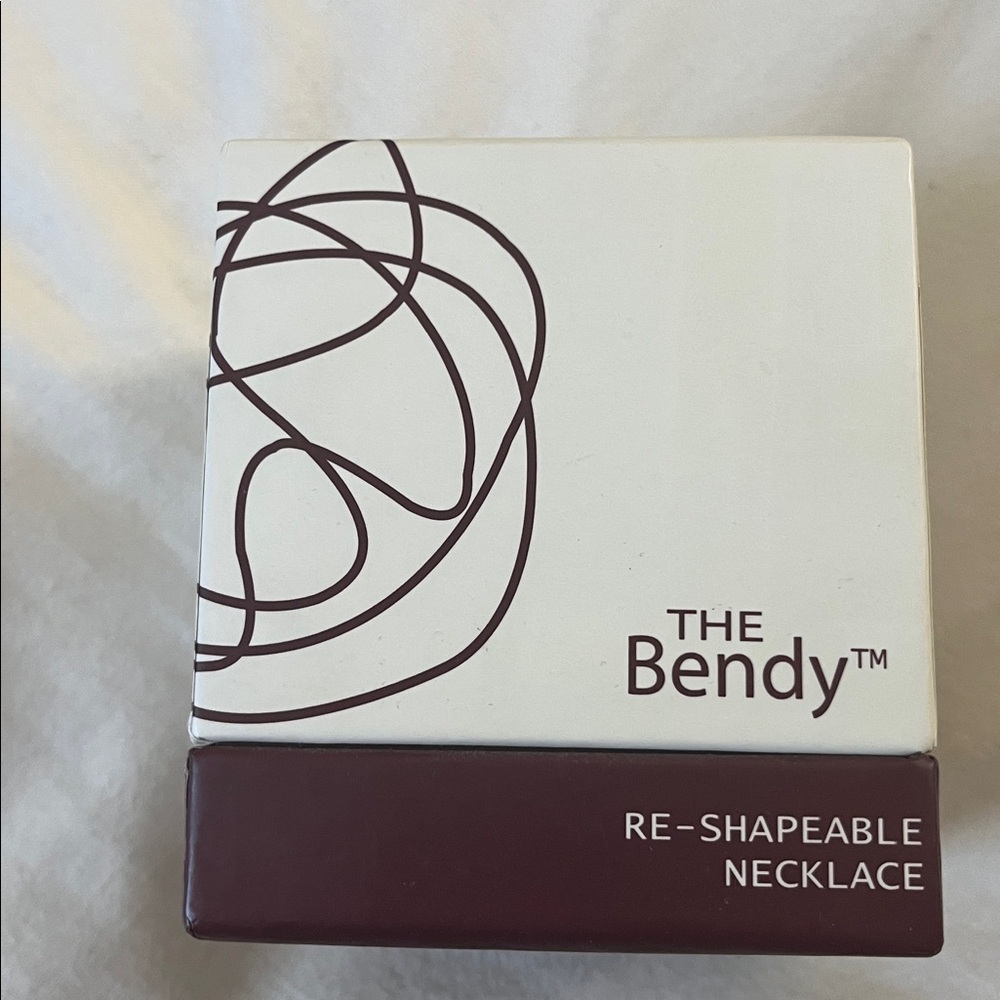 THE
Bendy™
RE-SHAPEABLE
NECKLACE